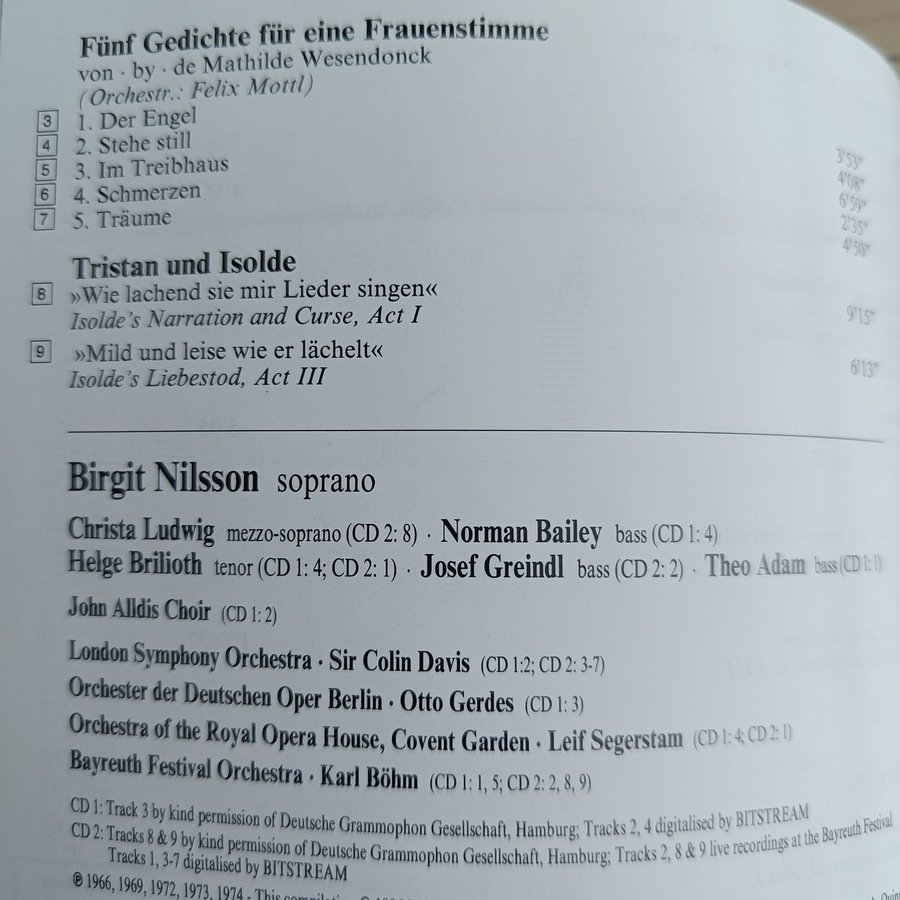 Fünf Gedichte für eine Frauenstimme
von · by · de Mathilde Wesendonck
(Orchestr.: Felix Mottl)
3 1. Der Engel 3'53"
4 2. Stehe still 4'08"
5 3. Im Treibhaus 6'59"
6 4. Schmerzen 2'35"
7 5. Träume 4'50"
Tristan und Isolde
8 »Wie lachend sie mir Lieder singen«
Isolde's Narration and Curse, Act I 9'15"
9 »Mild und leise wie er lächelt«
Isolde's Liebestod, Act III 6'13"
Birgit Nilsson soprano
Christa Ludwig mezzo-soprano (CD 2: 8) · Norman Bailey bass (CD 1: 4)
Helge Brilioth tenor (CD 1: 4; CD 2: 1) · Josef Greindl bass (CD 2: 2) · Theo Adam bass (CD 1: 1)
John Alldis Choir (CD 1: 2)
London Symphony Orchestra · Sir Colin Davis (CD 1:2; CD 2: 3-7)
Orchester der Deutschen Oper Berlin · Otto Gerdes (CD 1: 3)
Orchestra of the Royal Opera House, Covent Garden · Leif Segerstam (CD 1: 4; CD 2: 1)
Bayreuth Festival Orchestra · Karl Böhm (CD 1: 1, 5; CD 2: 2, 8, 9)
CD 1: Track 3 by kind permission of Deutsche Grammophon Gesellschaft, Hamburg; Tracks 2, 4 digitalised by BITSTREAM
CD 2: Tracks 8 & 9 by kind permission of Deutsche Grammophon Gesellschaft, Hamburg; Tracks 2, 8 & 9 live recordings at the Bayreuth Festival
Tracks 1, 3-7 digitalised by BITSTREAM
℗ 1966, 1969, 1972, 1973, 1974 - This compilation